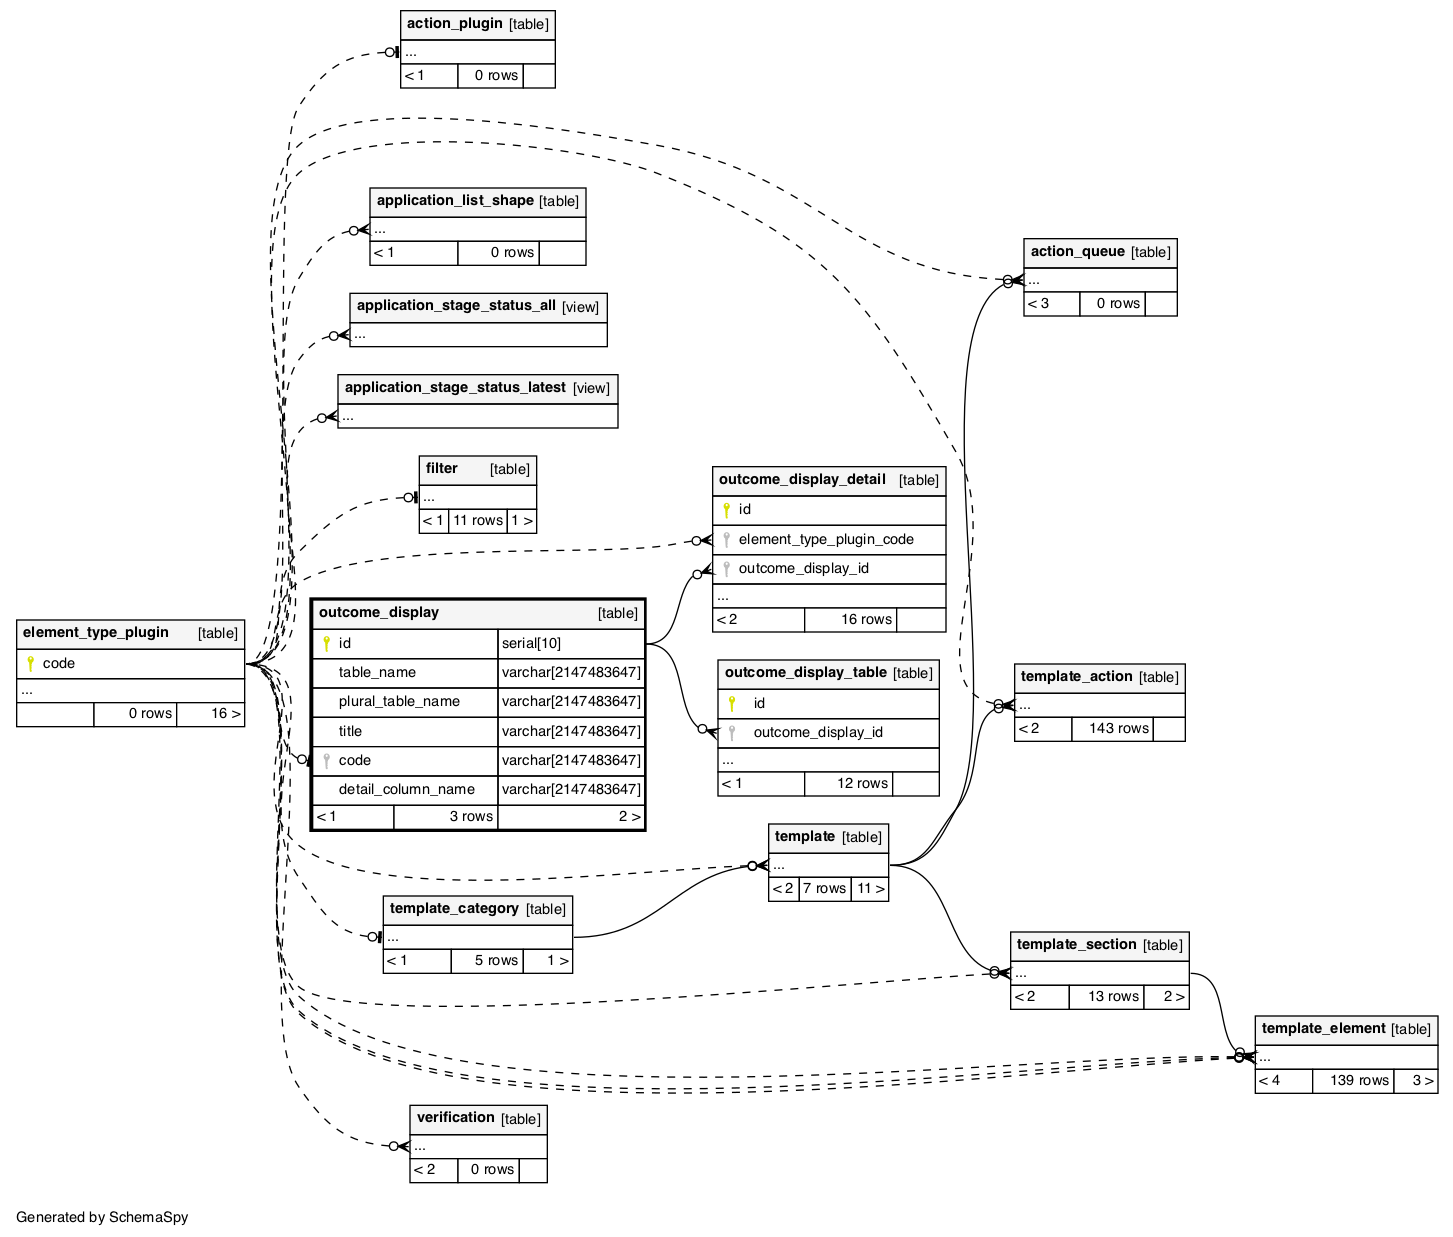 action_plugin [table]
...
< 1 0 rows
application_list_shape [table]
...
< 1 0 rows
application_stage_status_all [view]
...
application_stage_status_latest [view]
...
filter [table]
...
< 1 11 rows 1 >
element_type_plugin [table]
code
...
0 rows 16 >
outcome_display [table]
id serial[10]
table_name varchar[2147483647]
plural_table_name varchar[2147483647]
title varchar[2147483647]
code varchar[2147483647]
detail_column_name varchar[2147483647]
< 1 3 rows 2 >
template_category [table]
...
< 1 5 rows 1 >
verification [table]
...
< 2 0 rows
outcome_display_detail [table]
id
element_type_plugin_code
outcome_display_id
...
< 2 16 rows
outcome_display_table [table]
id
outcome_display_id
...
< 1 12 rows
template [table]
...
< 2 7 rows 11 >
action_queue [table]
...
< 3 0 rows
template_action [table]
...
< 2 143 rows
template_section [table]
...
< 2 13 rows 2 >
template_element [table]
...
< 4 139 rows 3 >
Generated by SchemaSpy